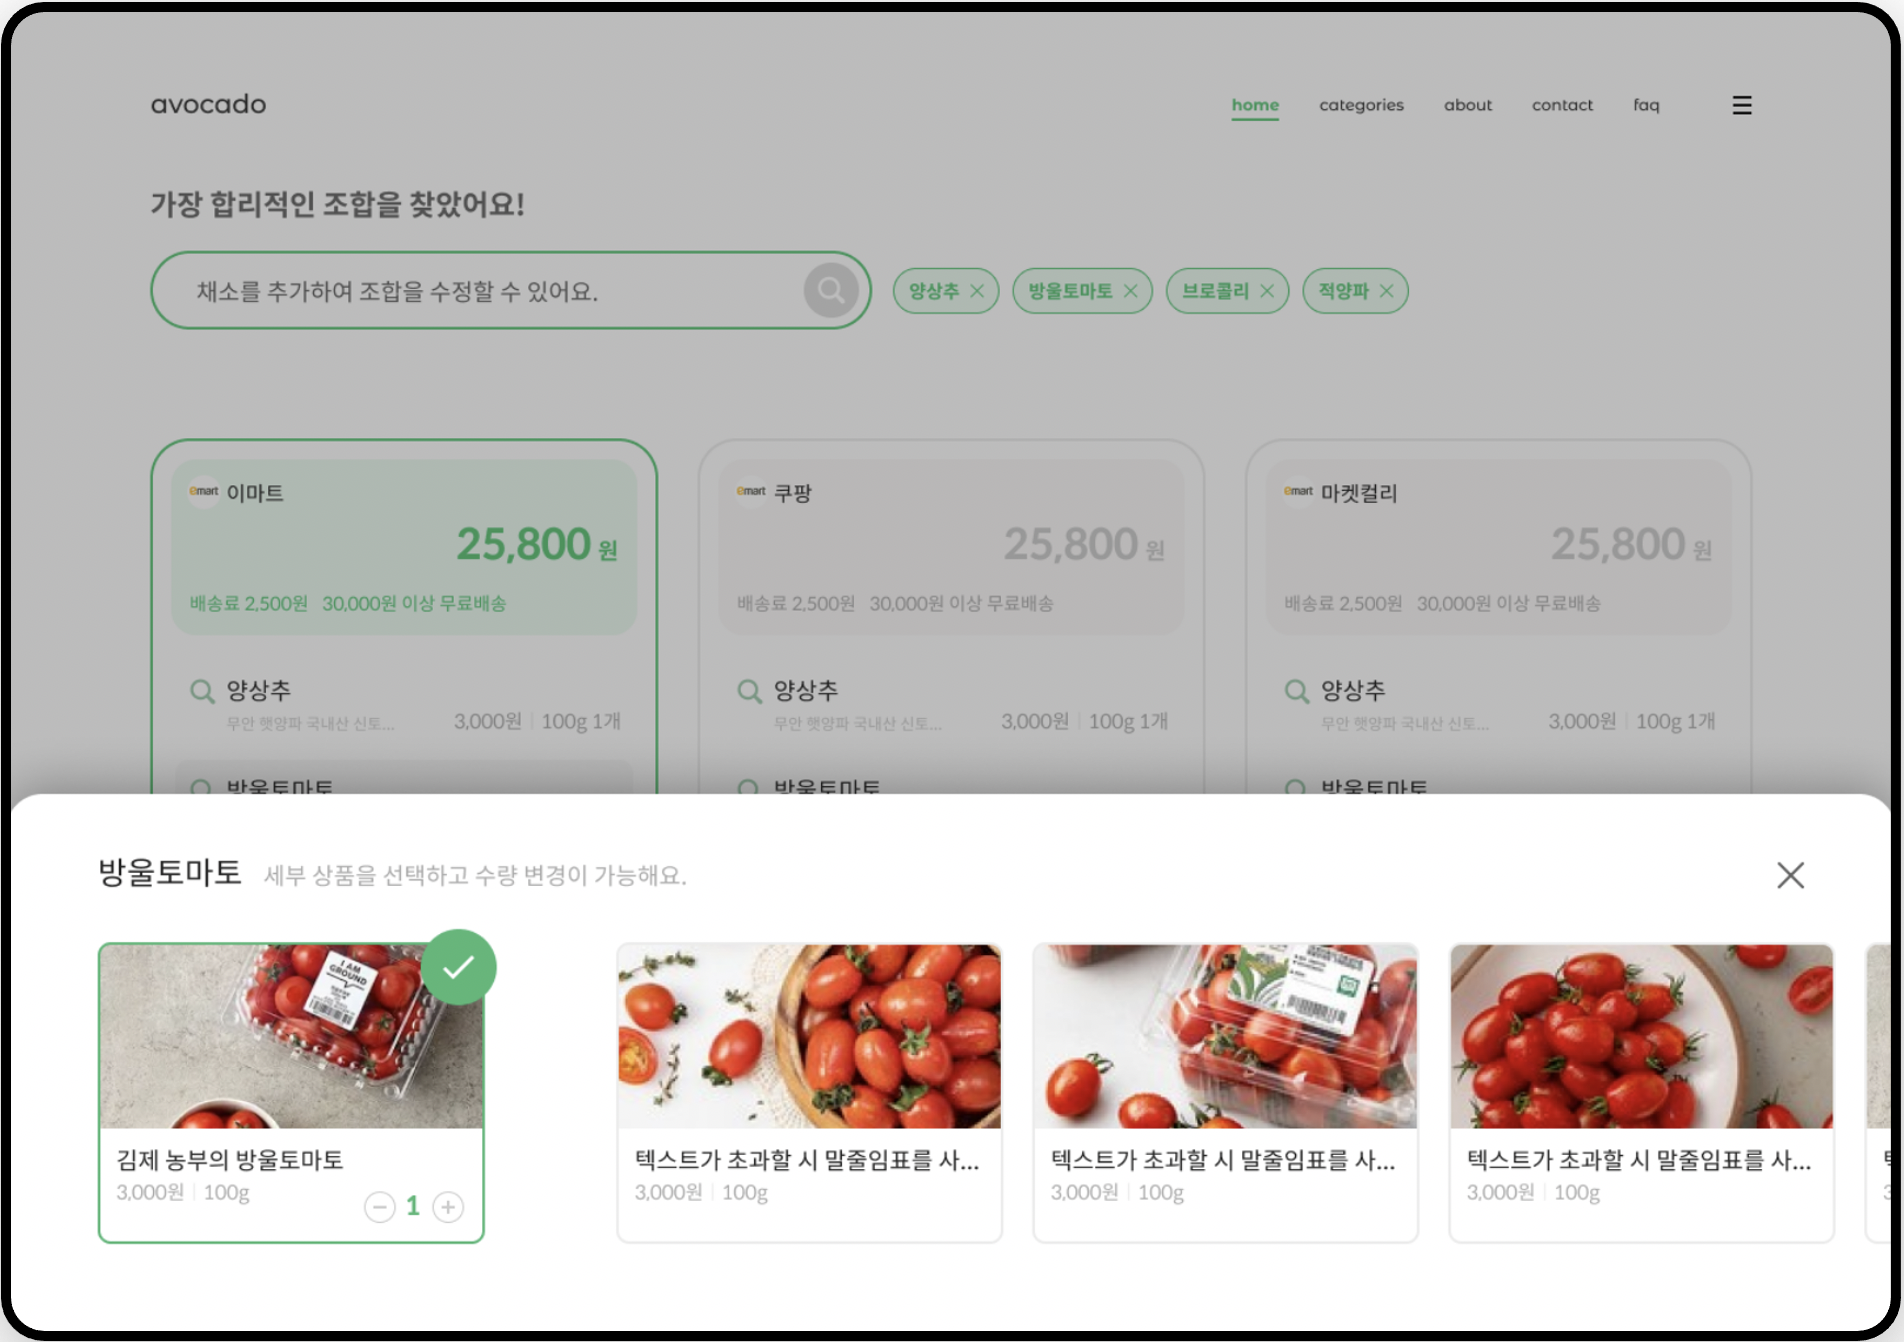 avocado
home categories about contact faq
가장 합리적인 조합을 찾았어요!
채소를 추가하여 조합을 수정할 수 있어요.
양상추 방울토마토 브로콜리 적양파
emart 이마트
25,800 원
배송료 2,500원 30,000원 이상 무료배송
양상추
무안 햇양파 국내산 신토... 3,000원 100g 1개
방울토마토
emart 쿠팡
25,800 원
배송료 2,500원 30,000원 이상 무료배송
양상추
무안 햇양파 국내산 신토... 3,000원 100g 1개
방울토마토
emart 마켓컬리
25,800 원
배송료 2,500원 30,000원 이상 무료배송
양상추
무안 햇양파 국내산 신토... 3,000원 100g 1개
방울토마토
방울토마토 세부 상품을 선택하고 수량 변경이 가능해요.
I AM
GROUND
김제 농부의 방울토마토
3,000원 100g
1
텍스트가 초과할 시 말줄임표를 사...
3,000원 100g
텍스트가 초과할 시 말줄임표를 사...
3,000원 100g
텍스트가 초과할 시 말줄임표를 사...
3,000원 100g